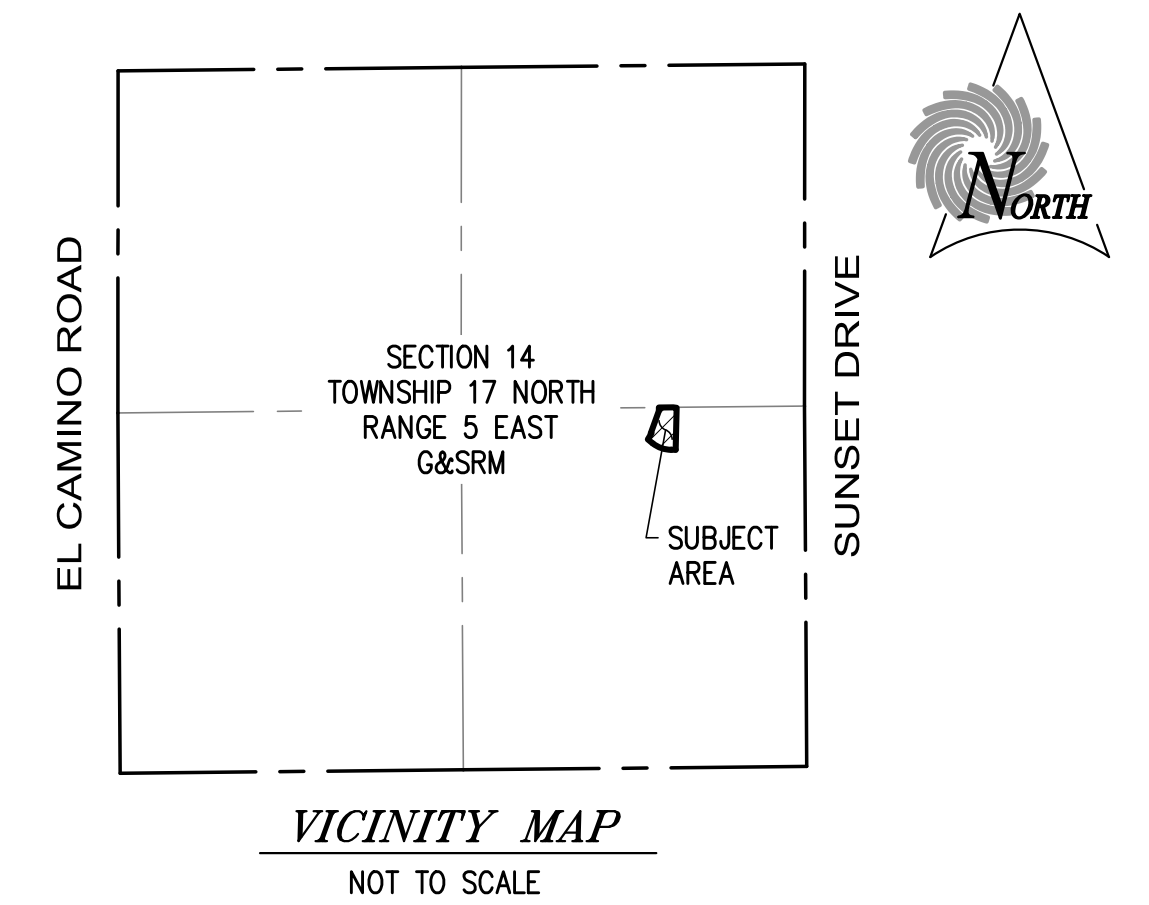 NORTH
EL CAMINO ROAD
SUNSET DRIVE
SECTION 14
TOWNSHIP 17 NORTH
RANGE 5 EAST
G&SRM
SUBJECT
AREA
VICINITY MAP
NOT TO SCALE